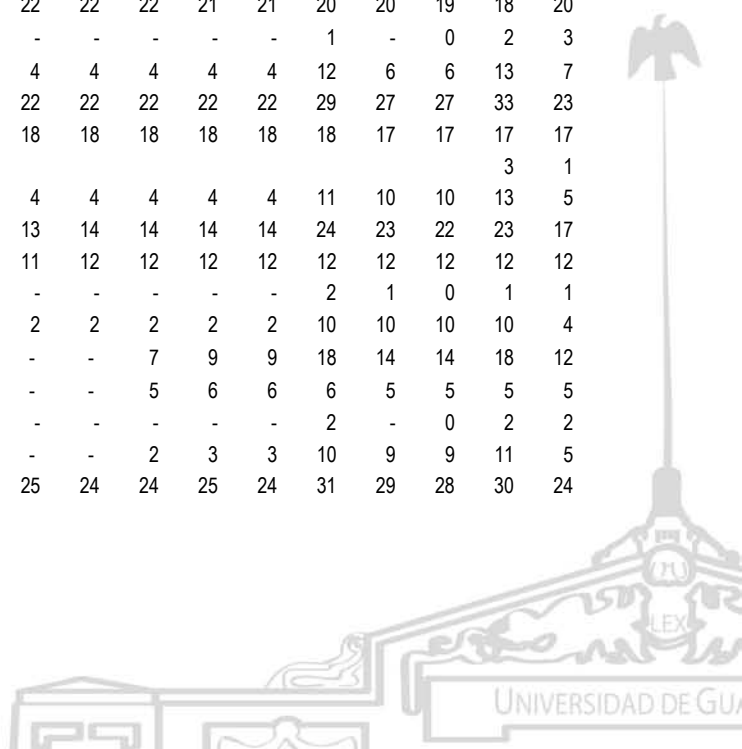 22 22 22 21 21 20 20 19 18 20
- - - - - 1 - 0 2 3
4 4 4 4 4 12 6 6 13 7
22 22 22 22 22 29 27 27 33 23
18 18 18 18 18 18 17 17 17 17
3 1
4 4 4 4 4 11 10 10 13 5
13 14 14 14 14 24 23 22 23 17
11 12 12 12 12 12 12 12 12 12
- - - - - 2 1 0 1 1
2 2 2 2 2 10 10 10 10 4
- - 7 9 9 18 14 14 18 12
- - 5 6 6 6 5 5 5 5
- - - - - 2 - 0 2 2
- - 2 3 3 10 9 9 11 5
25 24 24 25 24 31 29 28 30 24
LEX
UNIVERSIDAD DE GUA